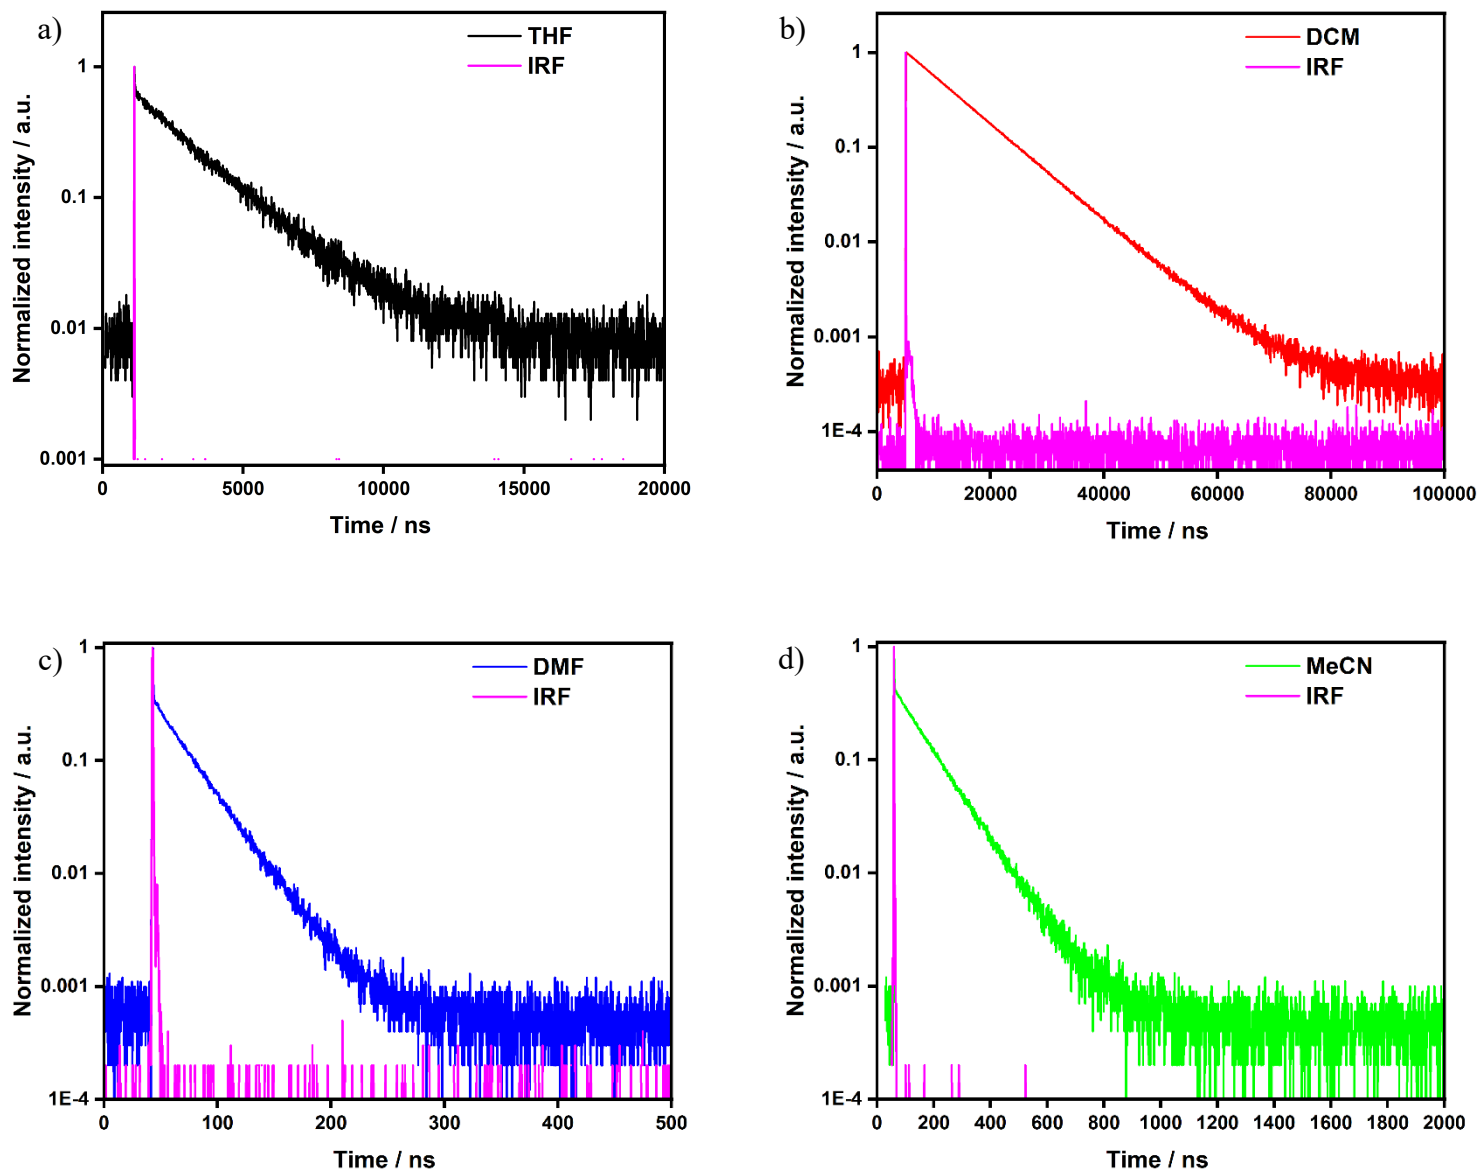 a)
THF
IRF
Normalized intensity / a.u.
1
0.1
0.01
0.001
0 5000 10000 15000 20000
Time / ns
b)
DCM
IRF
Normalized intensity / a.u.
1
0.1
0.01
0.001
1E-4
0 20000 40000 60000 80000 100000
Time / ns
c)
DMF
IRF
Normalized intensity / a.u.
1
0.1
0.01
0.001
1E-4
0 100 200 300 400 500
Time / ns
d)
MeCN
IRF
Normalized intensity / a.u.
1
0.1
0.01
0.001
1E-4
0 200 400 600 800 1000 1200 1400 1600 1800 2000
Time / ns